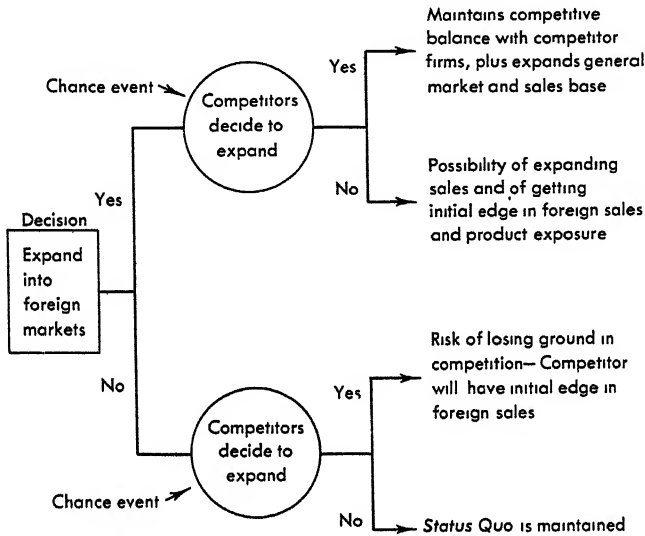 Maintains competitive
balance with competitor
firms, plus expands general
market and sales base
Yes
Chance event
Competitors
decide to
expand
No
Possibility of expanding
sales and of getting
initial edge in foreign sales
and product exposure
Yes
Decision
Expand
into
foreign
markets
No
Risk of losing ground in
competition—Competitor
will have initial edge in
foreign sales
Yes
Competitors
decide to
expand
Chance event
No
Status Quo is maintained